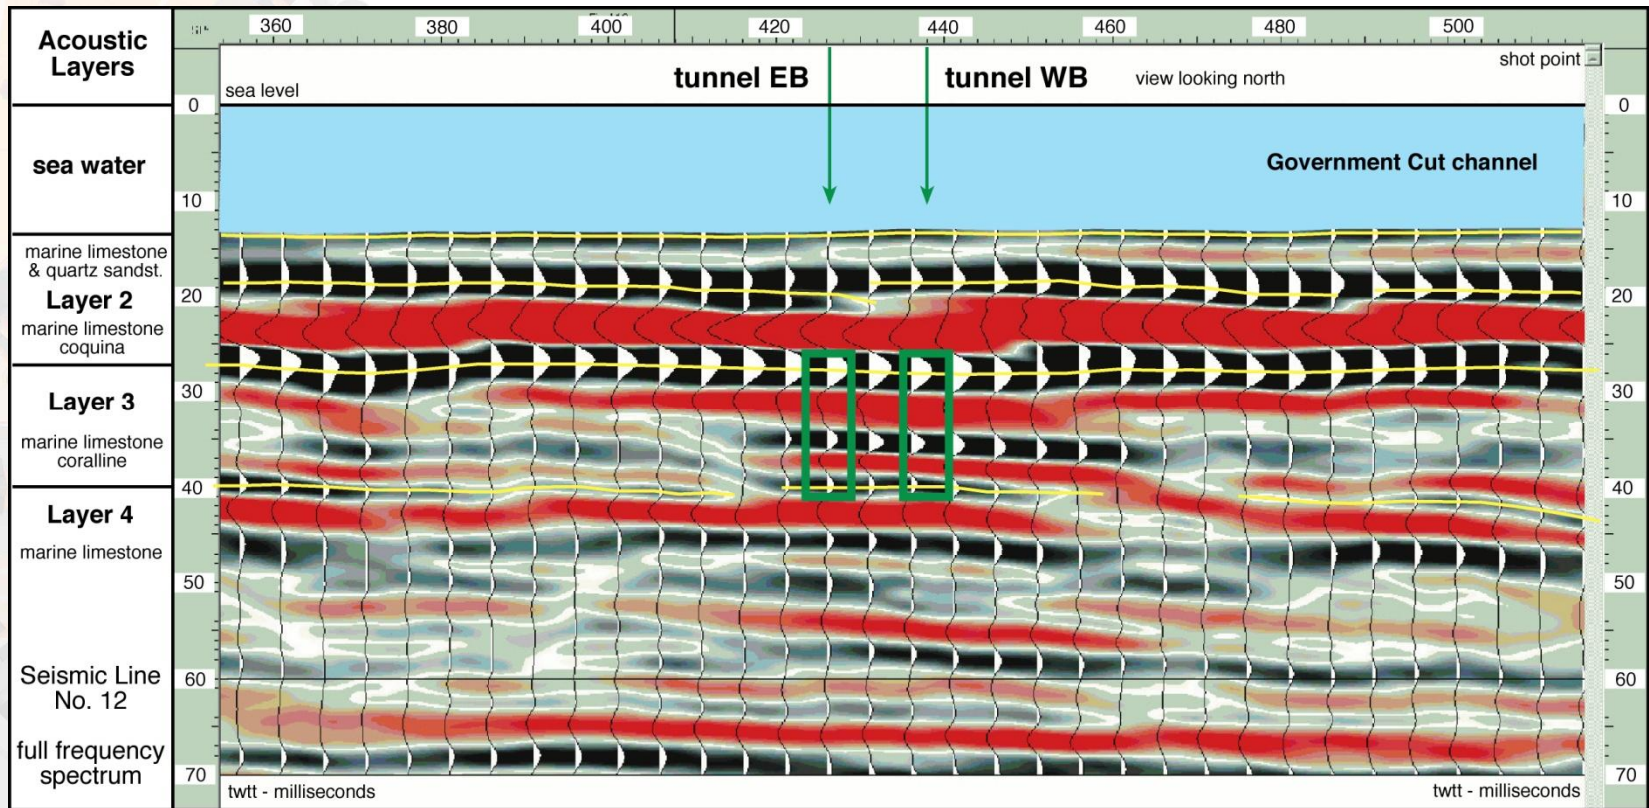 Acoustic
Layers
360 380 400 420 440 460 480 500
tunnel EB tunnel WB view looking north shot point
sea level
0 0
sea water
Government Cut channel
10 10
marine limestone
& quartz sandst.
Layer 2
20 20
marine limestone
coquina
30 30
Layer 3
marine limestone
coralline
40 40
Layer 4
marine limestone
50 50
Seismic Line
No. 12
60 60
full frequency
spectrum
70 70
twtt - milliseconds twtt - milliseconds